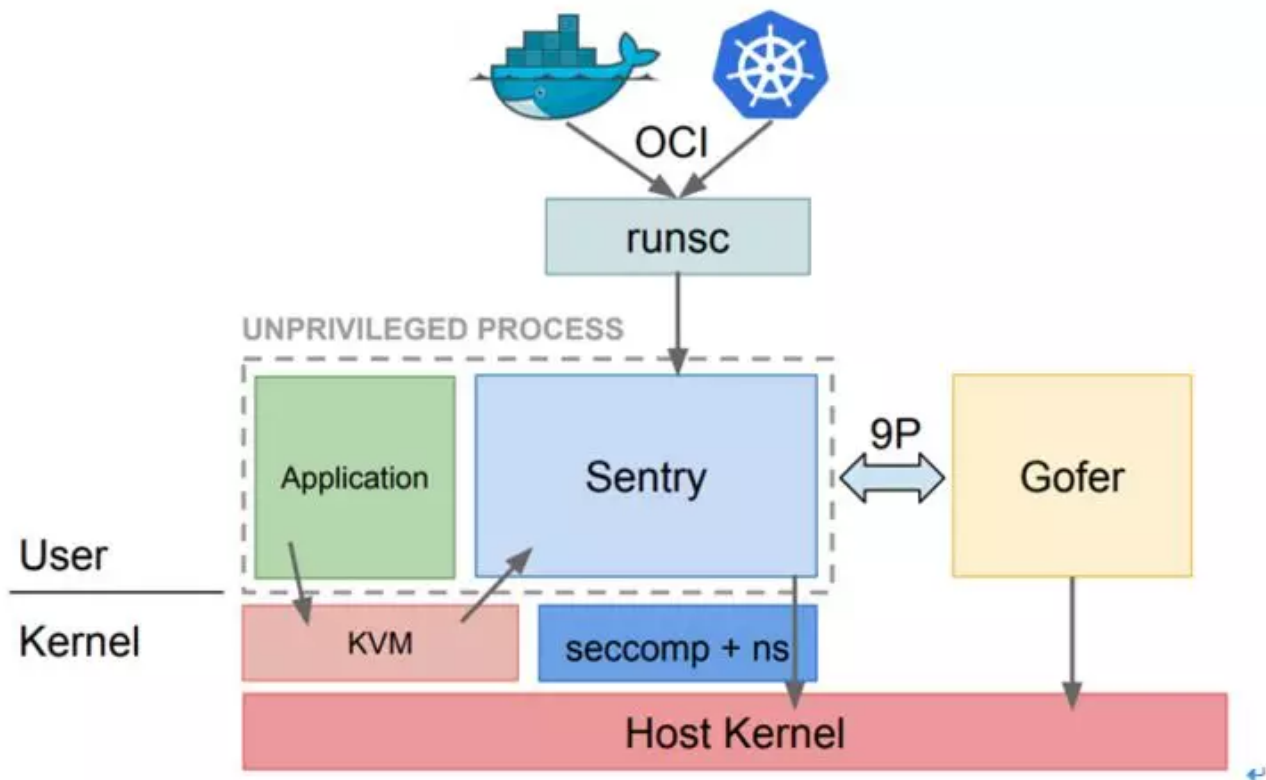 OCI
runsc
UNPRIVILEGED PROCESS
Application
Sentry
9P
Gofer
User
Kernel
KVM
seccomp + ns
Host Kernel